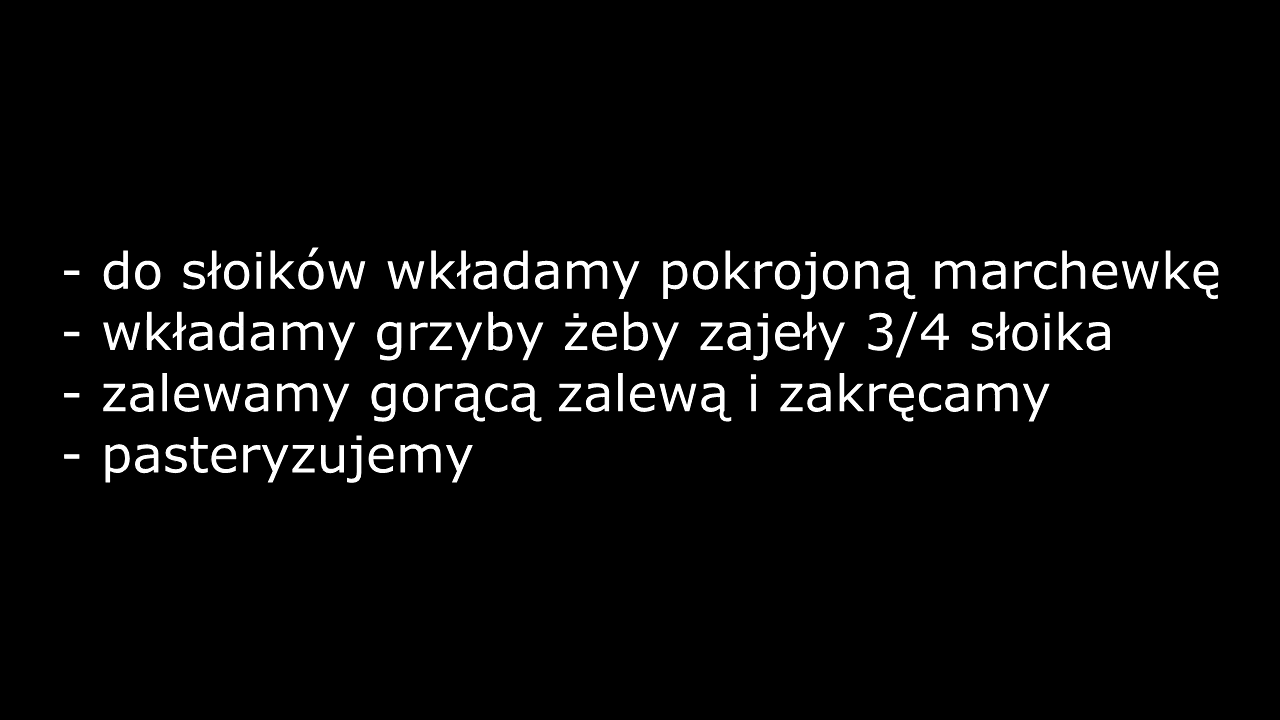 - do słoików wkładamy pokrojoną marchewkę
- wkładamy grzyby żeby zajeły 3/4 słoika
- zalewamy gorącą zalewą i zakręcamy
- pasteryzujemy